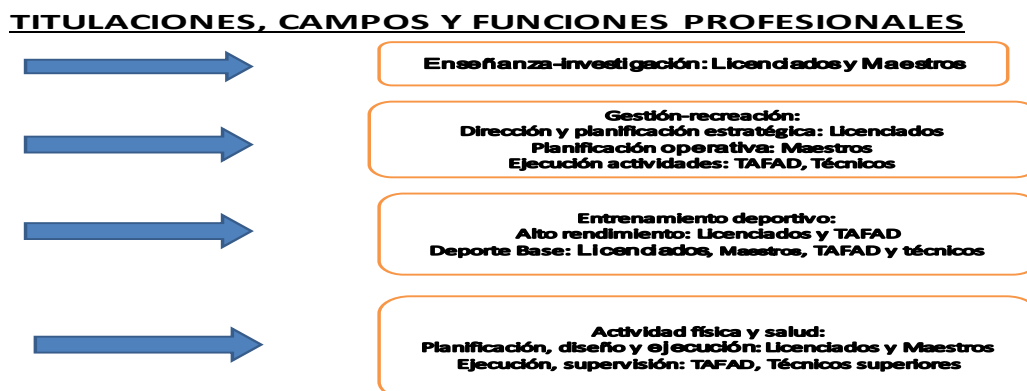 TITULACIONES, CAMPOS Y FUNCIONES PROFESIONALES
Enseñanza-investigación: Licenciados y Maestros
Gestión-recreación:
Dirección y planificación estratégica: Licenciados
Planificación operativa: Maestros
Ejecución actividades: TAFAD, Técnicos
Entrenamiento deportivo:
Alto rendimiento: Licenciados y TAFAD
Deporte Base: Licenciados, Maestros, TAFAD y técnicos
Actividad física y salud:
Planificación, diseño y ejecución: Licenciados y Maestros
Ejecución, supervisión: TAFAD, Técnicos superiores